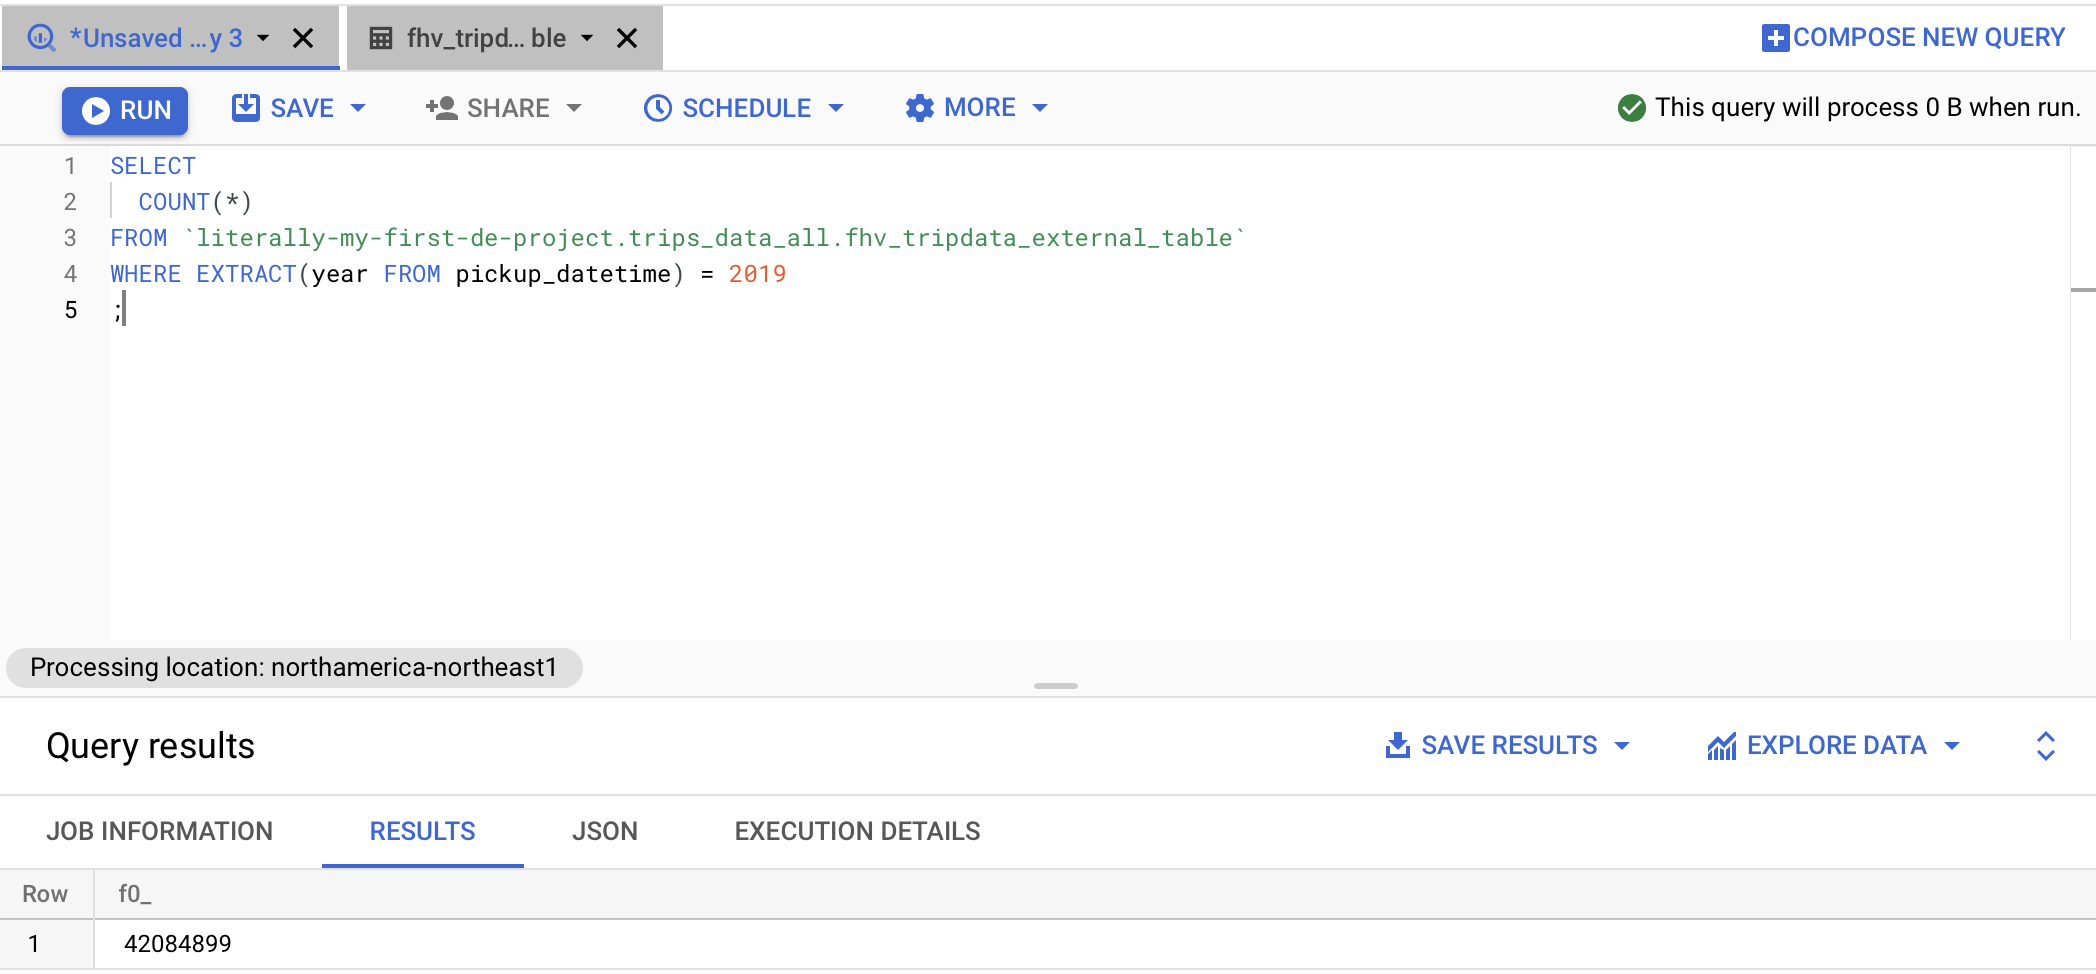 *Unsaved ...y 3 fhv_tripd... ble COMPOSE NEW QUERY
RUN SAVE SHARE SCHEDULE MORE This query will process 0 B when run.
1 SELECT
2 COUNT(*)
3 FROM `literally-my-first-de-project.trips_data_all.fhv_tripdata_external_table`
4 WHERE EXTRACT(year FROM pickup_datetime) = 2019
5 ;
Processing location: northamerica-northeast1
Query results SAVE RESULTS EXPLORE DATA
JOB INFORMATION RESULTS JSON EXECUTION DETAILS
Row f0_
1 42084899